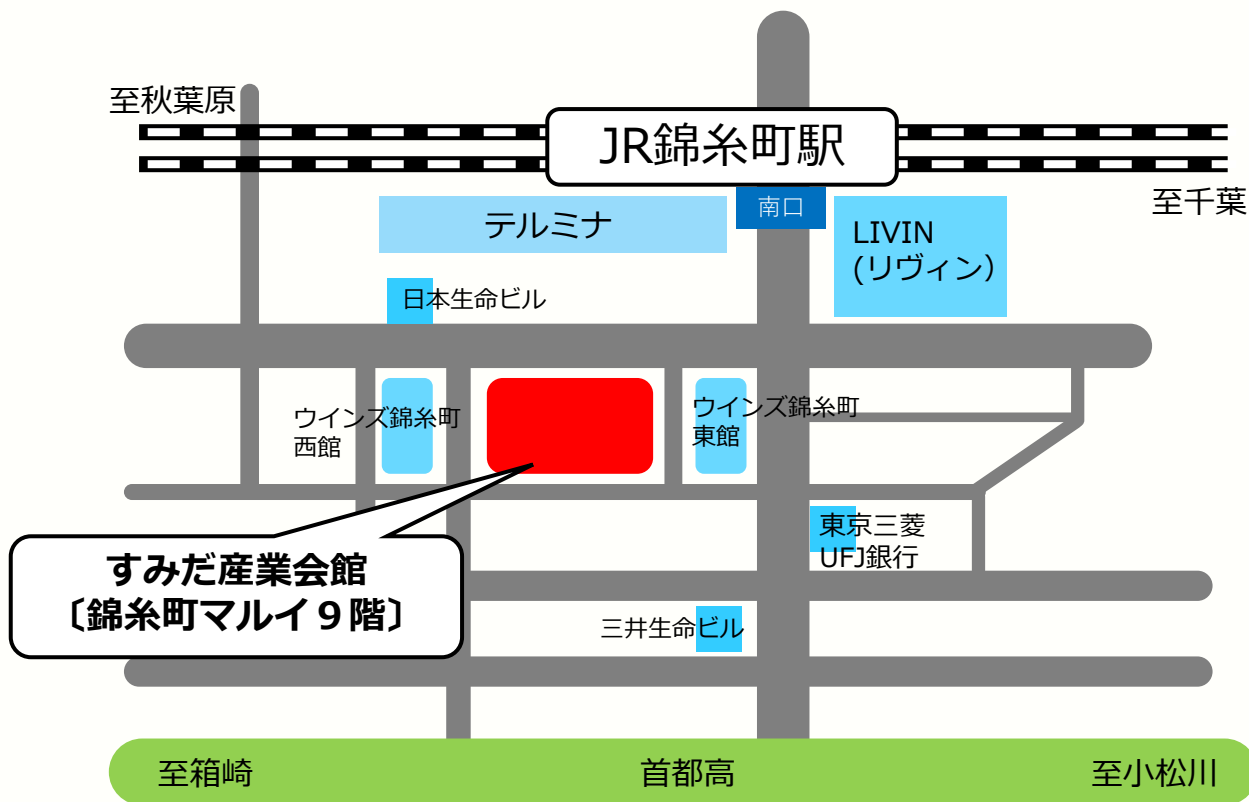 至秋葉原
JR錦糸町駅
至千葉
テルミナ
南口
LIVIN
(リヴィン）
日本生命ビル
ウインズ錦糸町
西館
ウインズ錦糸町
東館
東京三菱
UFJ銀行
すみだ産業会館
〔錦糸町マルイ９階〕
三井生命ビル
至箱崎
首都高
至小松川